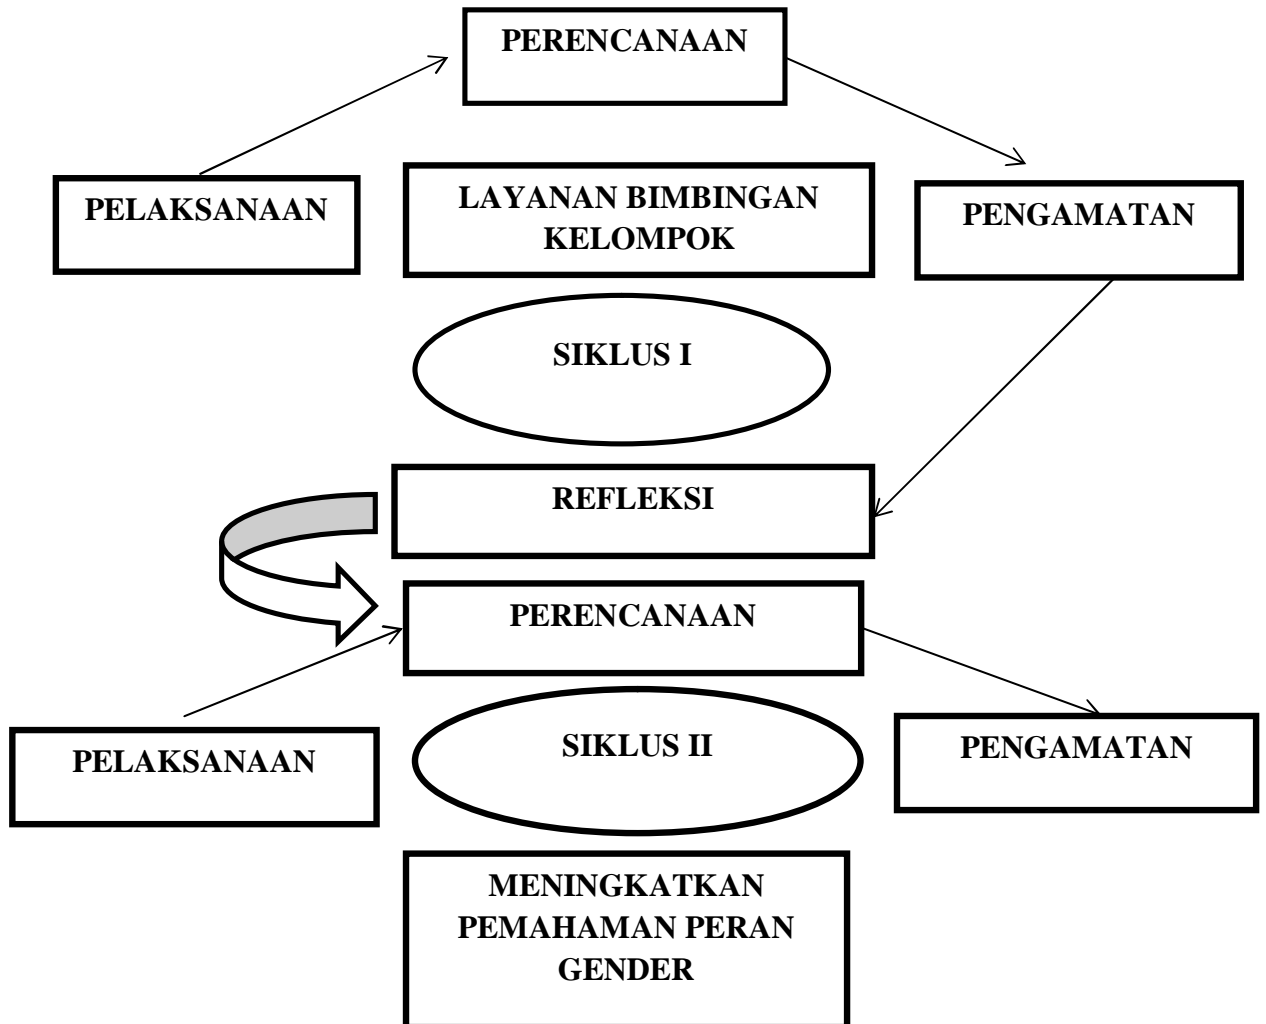 PERENCANAAN
PELAKSANAAN
LAYANAN BIMBINGAN
KELOMPOK
PENGAMATAN
SIKLUS I
REFLEKSI
PERENCANAAN
PELAKSANAAN
SIKLUS II
PENGAMATAN
MENINGKATKAN
PEMAHAMAN PERAN
GENDER